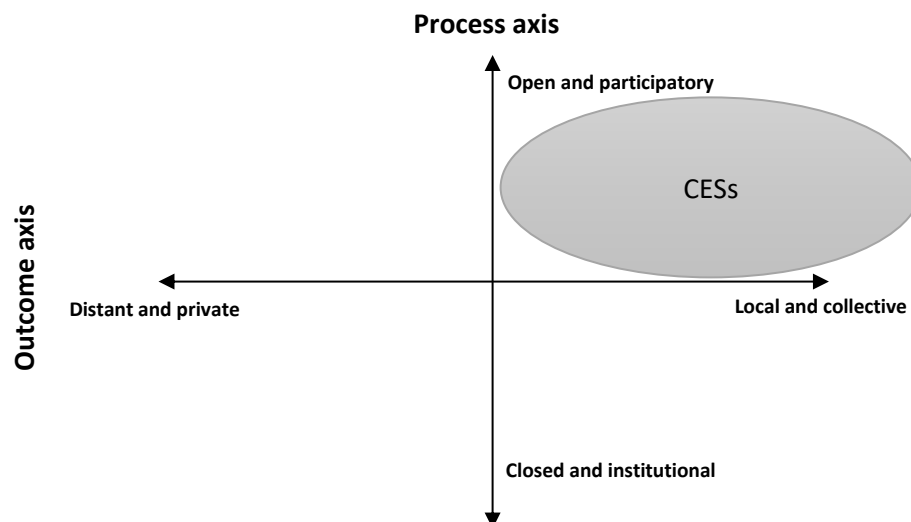 Process axis
Open and participatory
CESs
Outcome axis
Distant and private
Local and collective
Closed and institutional